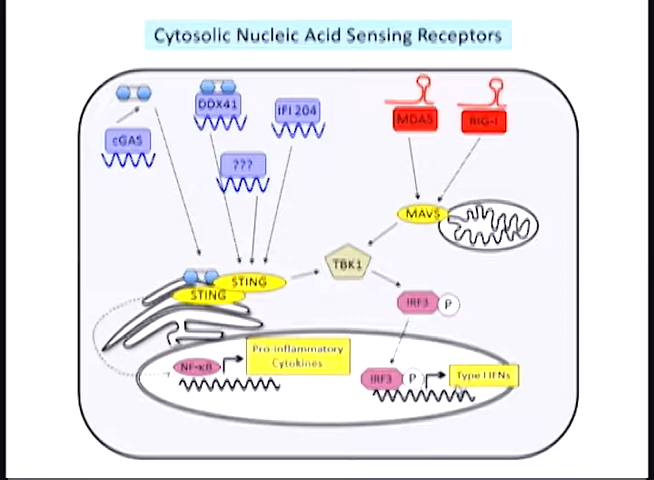 Cytosolic Nucleic Acid Sensing Receptors
DDX41
IFI 204
cGAS
???
MDA5
RIG-I
MAVS
TBK1
STING
STING
IRF3
P
NF-κB
Pro-inflammatory
Cytokines
IRF3
P
Type I IFNs